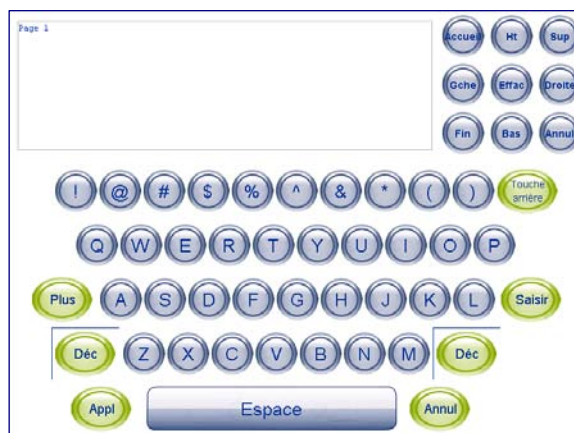 Page 1
Accueil Ht Sup
Gche Effac Droite
Fin Bas Annul
! @ # $ % ^ & * ( ) Touche arrière
Q W E R T Y U I O P
Plus A S D F G H J K L Saisir
Déc Z X C V B N M Déc
Appl Espace Annul